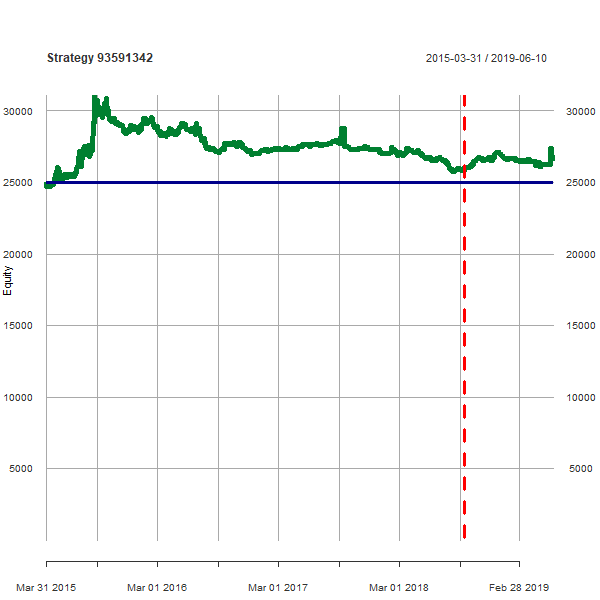 Strategy 93591342 2015-03-31 / 2019-06-10
30000 30000
25000 25000
20000 20000
Equity
15000 15000
10000 10000
5000 5000
Mar 31 2015 Mar 01 2016 Mar 01 2017 Mar 01 2018 Feb 28 2019